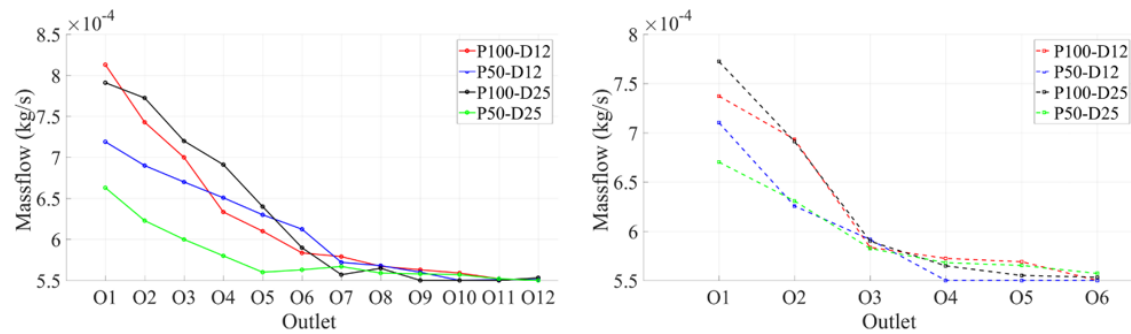 ×10⁻⁴
8.5
8
7.5
7
6.5
6
5.5
Massflow (kg/s)
P100-D12
P50-D12
P100-D25
P50-D25
O1 O2 O3 O4 O5 O6 O7 O8 O9 O10 O11 O12
Outlet
×10⁻⁴
8
7.5
7
6.5
6
5.5
Massflow (kg/s)
P100-D12
P50-D12
P100-D25
P50-D25
O1 O2 O3 O4 O5 O6
Outlet